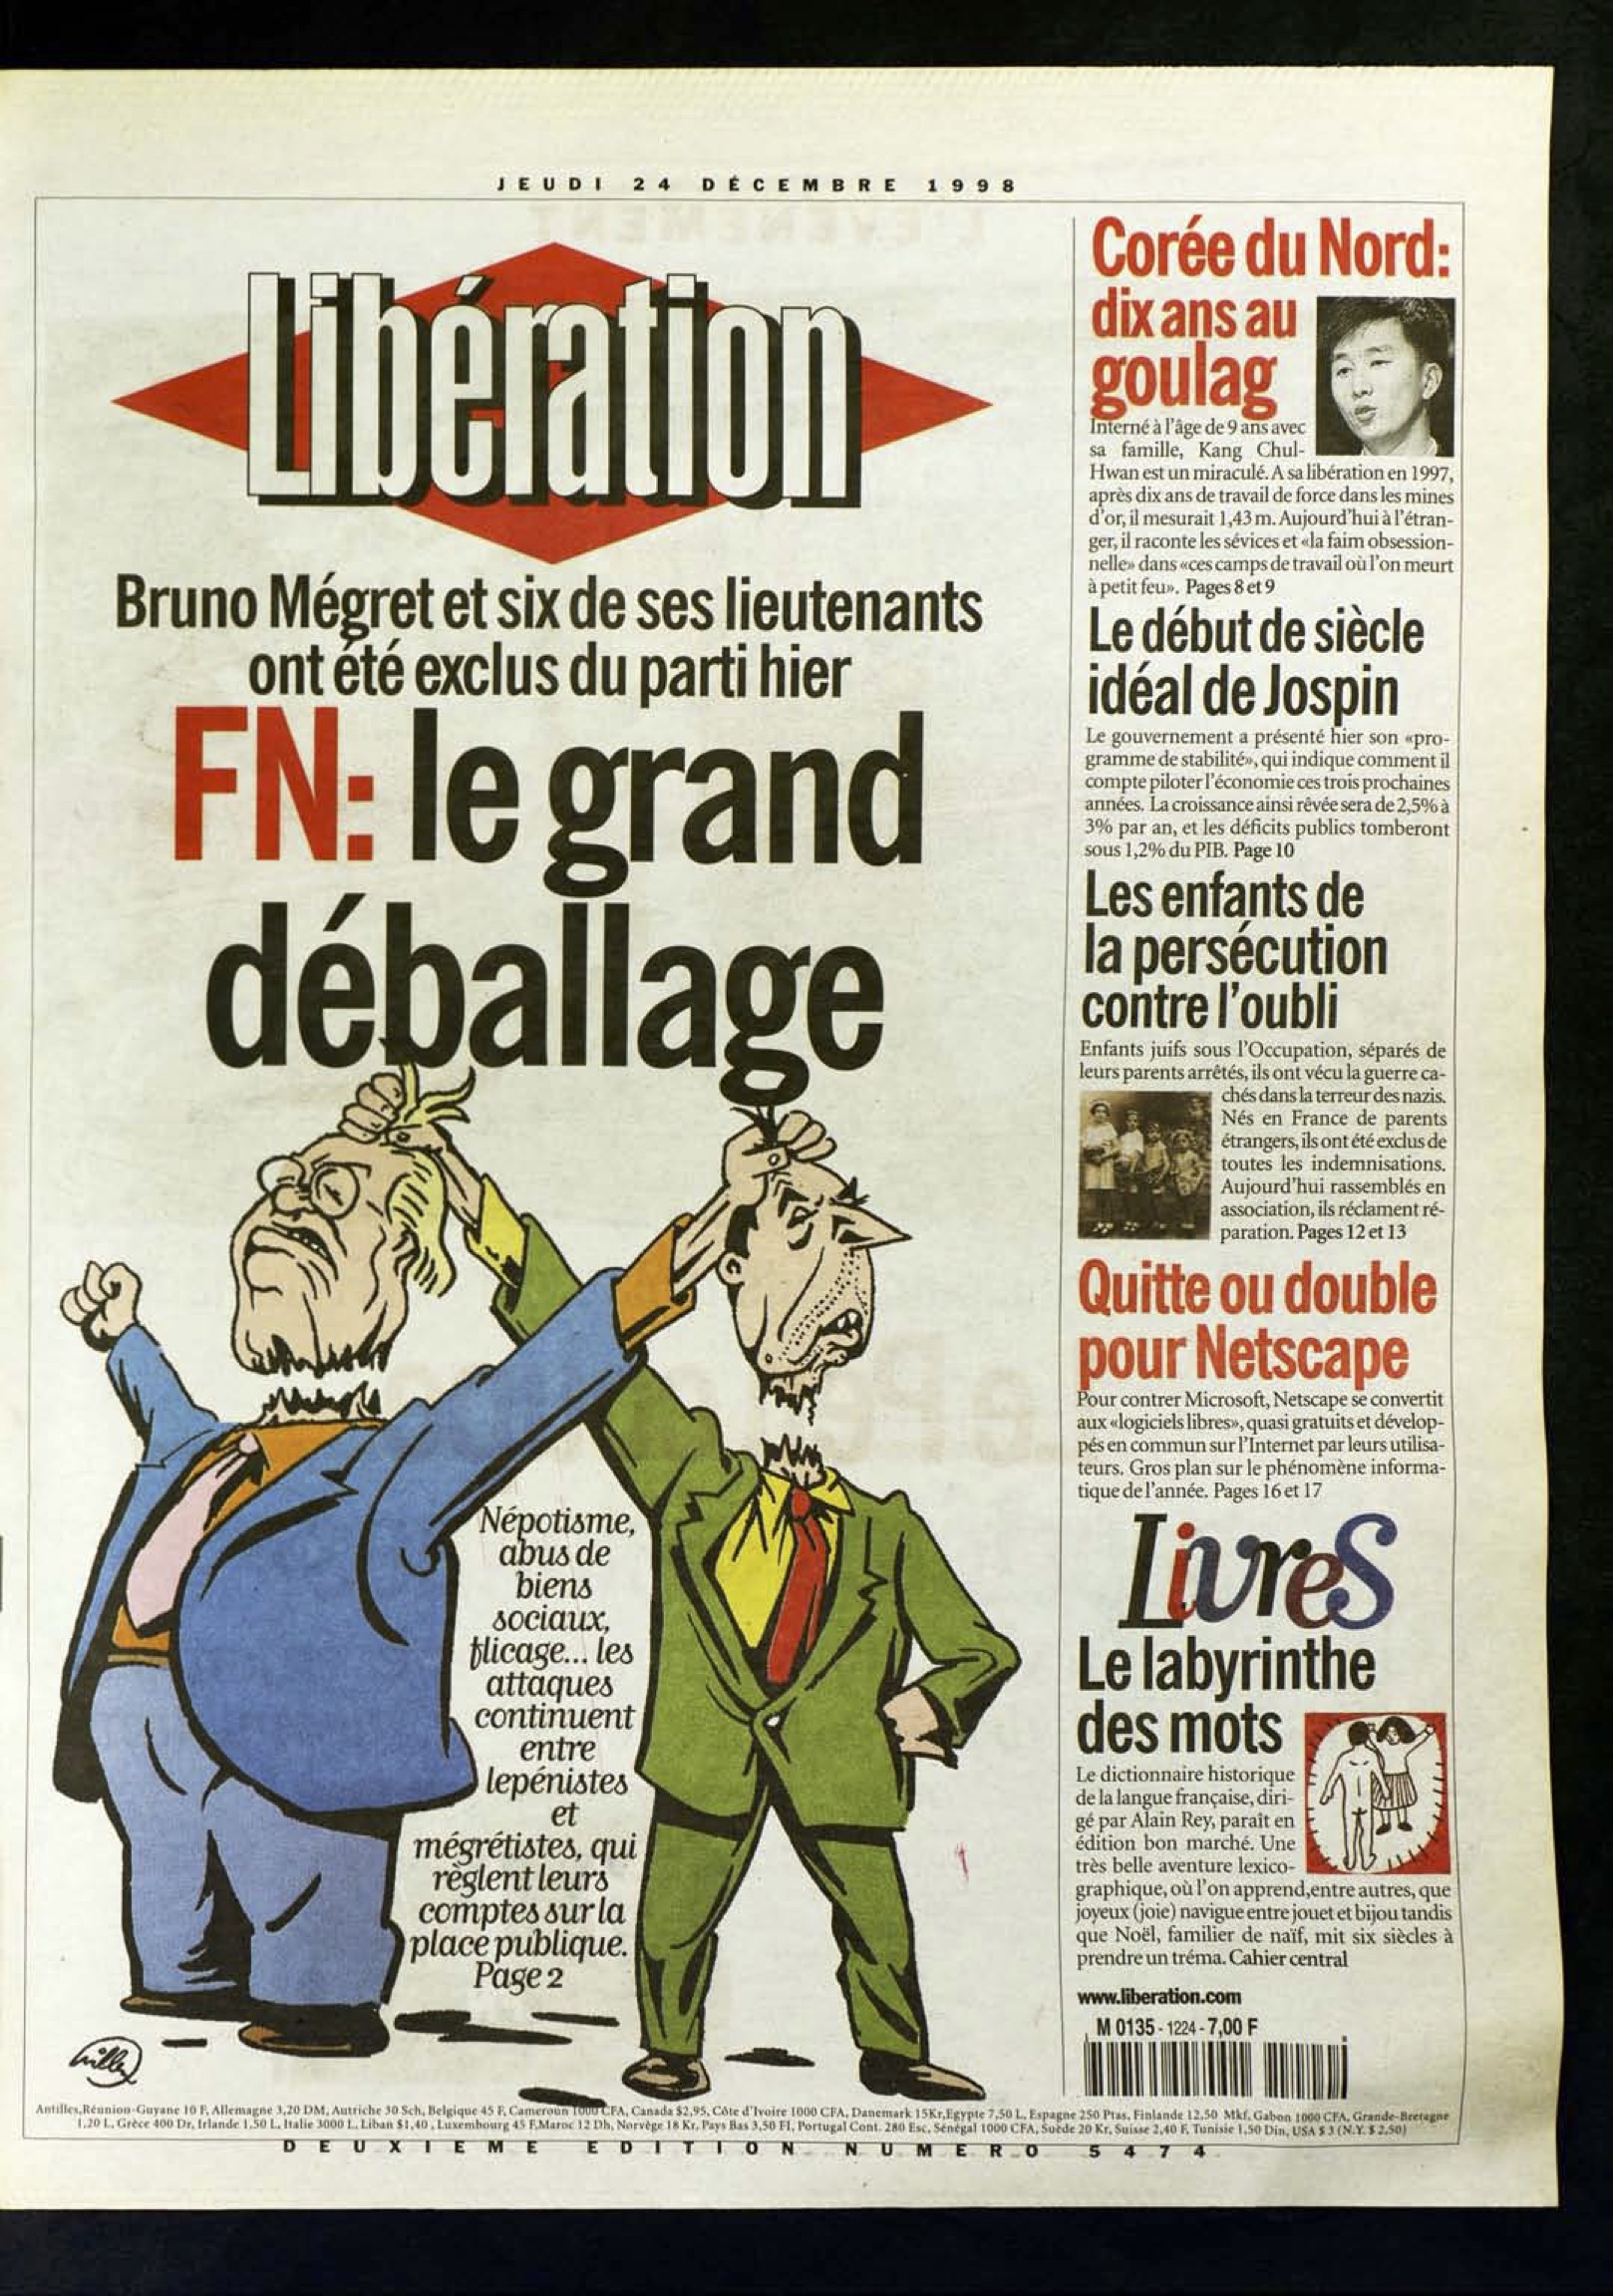 JEUDI 24 DÉCEMBRE 1998
Libération
Bruno Mégret et six de ses lieutenants
ont été exclus du parti hier
FN: le grand
déballage
Népotisme,
abus de
biens
sociaux,
flicage... les
attaques
continuent
entre
lepénistes
et
mégrétistes, qui
règlent leurs
comptes sur la
place publique.
Page 2
Corée du Nord:
dix ans au
goulag
Interné à l'âge de 9 ans avec
sa famille, Kang Chul-
Hwan est un miraculé. A sa libération en 1997,
après dix ans de travail de force dans les mines
d'or, il mesurait 1,43 m. Aujourd'hui à l'étran-
ger, il raconte les sévices et «la faim obsession-
nelle» dans «ces camps de travail où l'on meurt
à petit feu». Pages 8 et 9
Le début de siècle
idéal de Jospin
Le gouvernement a présenté hier son «pro-
gramme de stabilité», qui indique comment il
compte piloter l'économie ces trois prochaines
années. La croissance ainsi rêvée sera de 2,5% à
3% par an, et les déficits publics tomberont
sous 1,2% du PIB. Page 10
Les enfants de
la persécution
contre l'oubli
Enfants juifs sous l'Occupation, séparés de
leurs parents arrêtés, ils ont vécu la guerre ca-
chés dans la terreur des nazis.
Nés en France de parents
étrangers, ils ont été exclus de
toutes les indemnisations.
Aujourd'hui rassemblés en
association, ils réclament ré-
paration. Pages 12 et 13
Quitte ou double
pour Netscape
Pour contrer Microsoft, Netscape se convertit
aux «logiciels libres», quasi gratuits et dévelop-
pés en commun sur l'Internet par leurs utilisa-
teurs. Gros plan sur le phénomène informa-
tique de l'année. Pages 16 et 17
LivreS
Le labyrinthe
des mots
Le dictionnaire historique
de la langue française, diri-
gé par Alain Rey, paraît en
édition bon marché. Une
très belle aventure lexico-
graphique, où l'on apprend,entre autres, que
joyeux (joie) navigue entre jouet et bijou tandis
que Noël, familier de naïf, mit six siècles à
prendre un tréma. Cahier central
www.liberation.com
M 0135 - 1224 - 7,00 F
Willem
Antilles,Réunion-Guyane 10 F, Allemagne 3,20 DM, Autriche 30 Sch, Belgique 45 F, Cameroun 1000 CFA, Canada $2,95, Côte d'Ivoire 1000 CFA, Danemark 15Kr,Egypte 7,50 L, Espagne 250 Ptas, Finlande 12,50 Mkf, Gabon 1000 CFA, Grande-Bretagne
1,20 L, Grèce 400 Dr, Irlande 1,50 L, Italie 3000 L, Liban $1,40 , Luxembourg 45 F,Maroc 12 Dh, Norvège 18 Kr, Pays Bas 3,50 Fl, Portugal Cont. 280 Esc, Sénégal 1000 CFA, Suède 20 Kr, Suisse 2,40 F, Tunisie 1,50 Din, USA $ 3 (N.Y. $ 2,50)
DEUXIEME EDITION NUMERO 5474